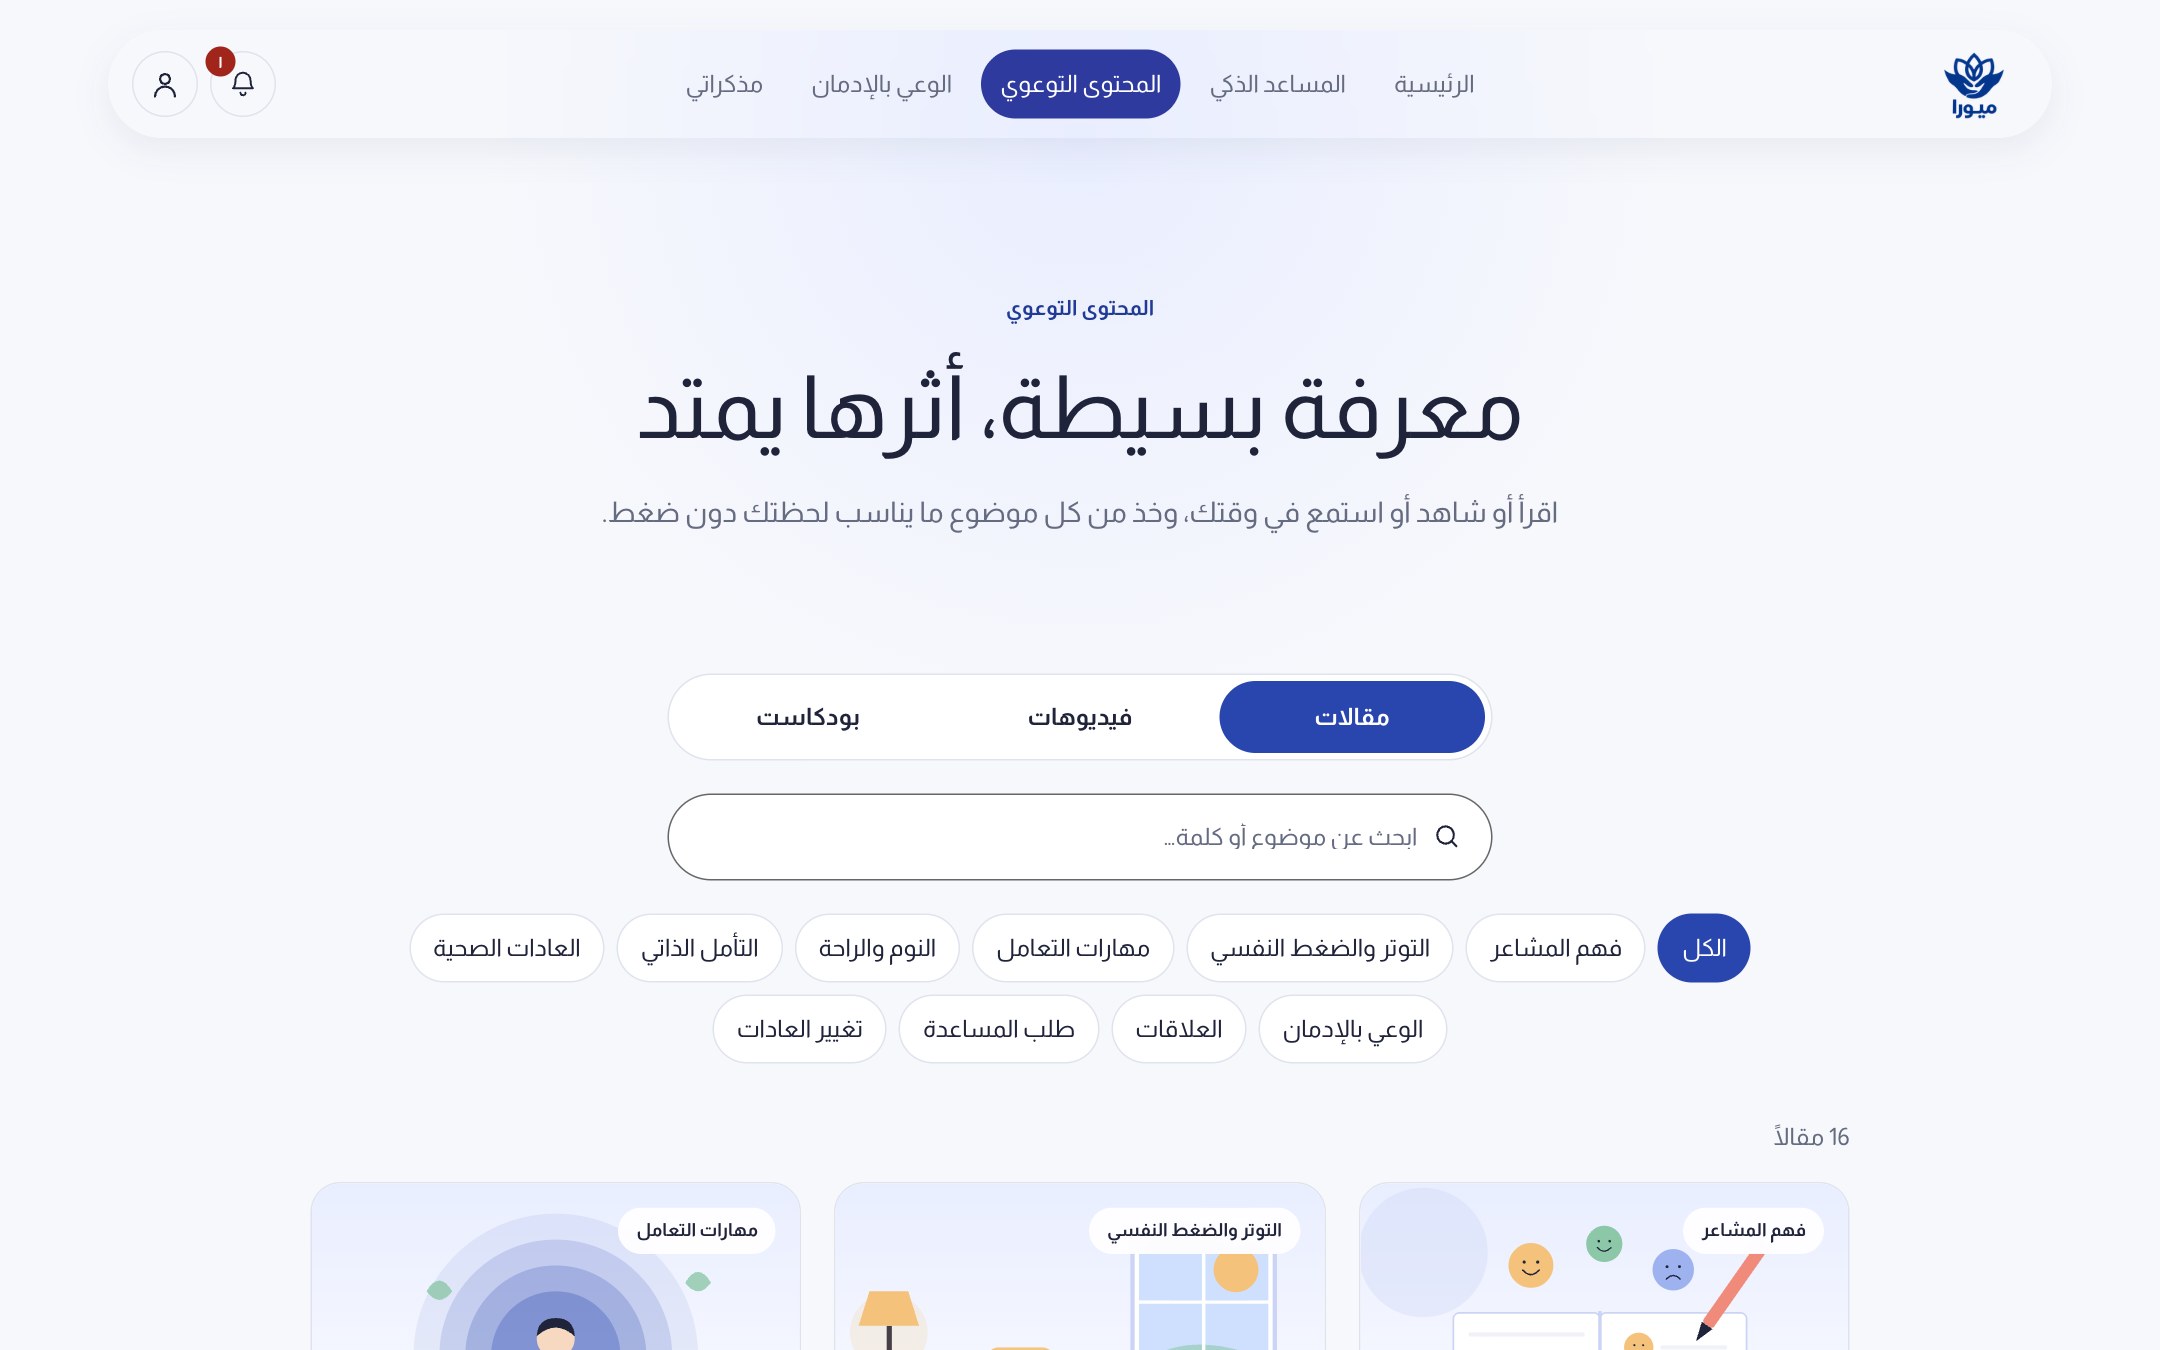 ميورا
الرئيسية
المساعد الذكي
المحتوى التوعوي
الوعي بالإدمان
مذكراتي
١
المحتوى التوعوي
معرفة بسيطة، أثرها يمتد
اقرأ أو شاهد أو استمع في وقتك، وخذ من كل موضوع ما يناسب لحظتك دون ضغط.
مقالات
فيديوهات
بودكاست
ابحث عن موضوع أو كلمة...
الكل
فهم المشاعر
التوتر والضغط النفسي
مهارات التعامل
النوم والراحة
التأمل الذاتي
العادات الصحية
الوعي بالإدمان
العلاقات
طلب المساعدة
تغيير العادات
16 مقالًا
فهم المشاعر
التوتر والضغط النفسي
مهارات التعامل